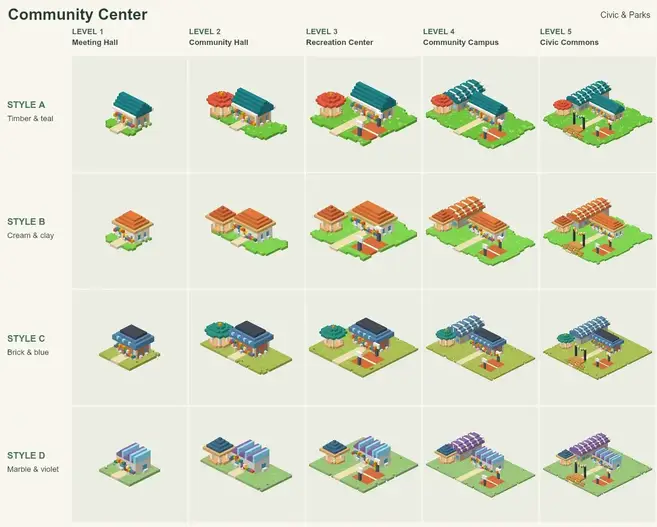 Community Center
Civic & Parks
LEVEL 1
Meeting Hall
LEVEL 2
Community Hall
LEVEL 3
Recreation Center
LEVEL 4
Community Campus
LEVEL 5
Civic Commons
STYLE A
Timber & teal
STYLE B
Cream & clay
STYLE C
Brick & blue
STYLE D
Marble & violet